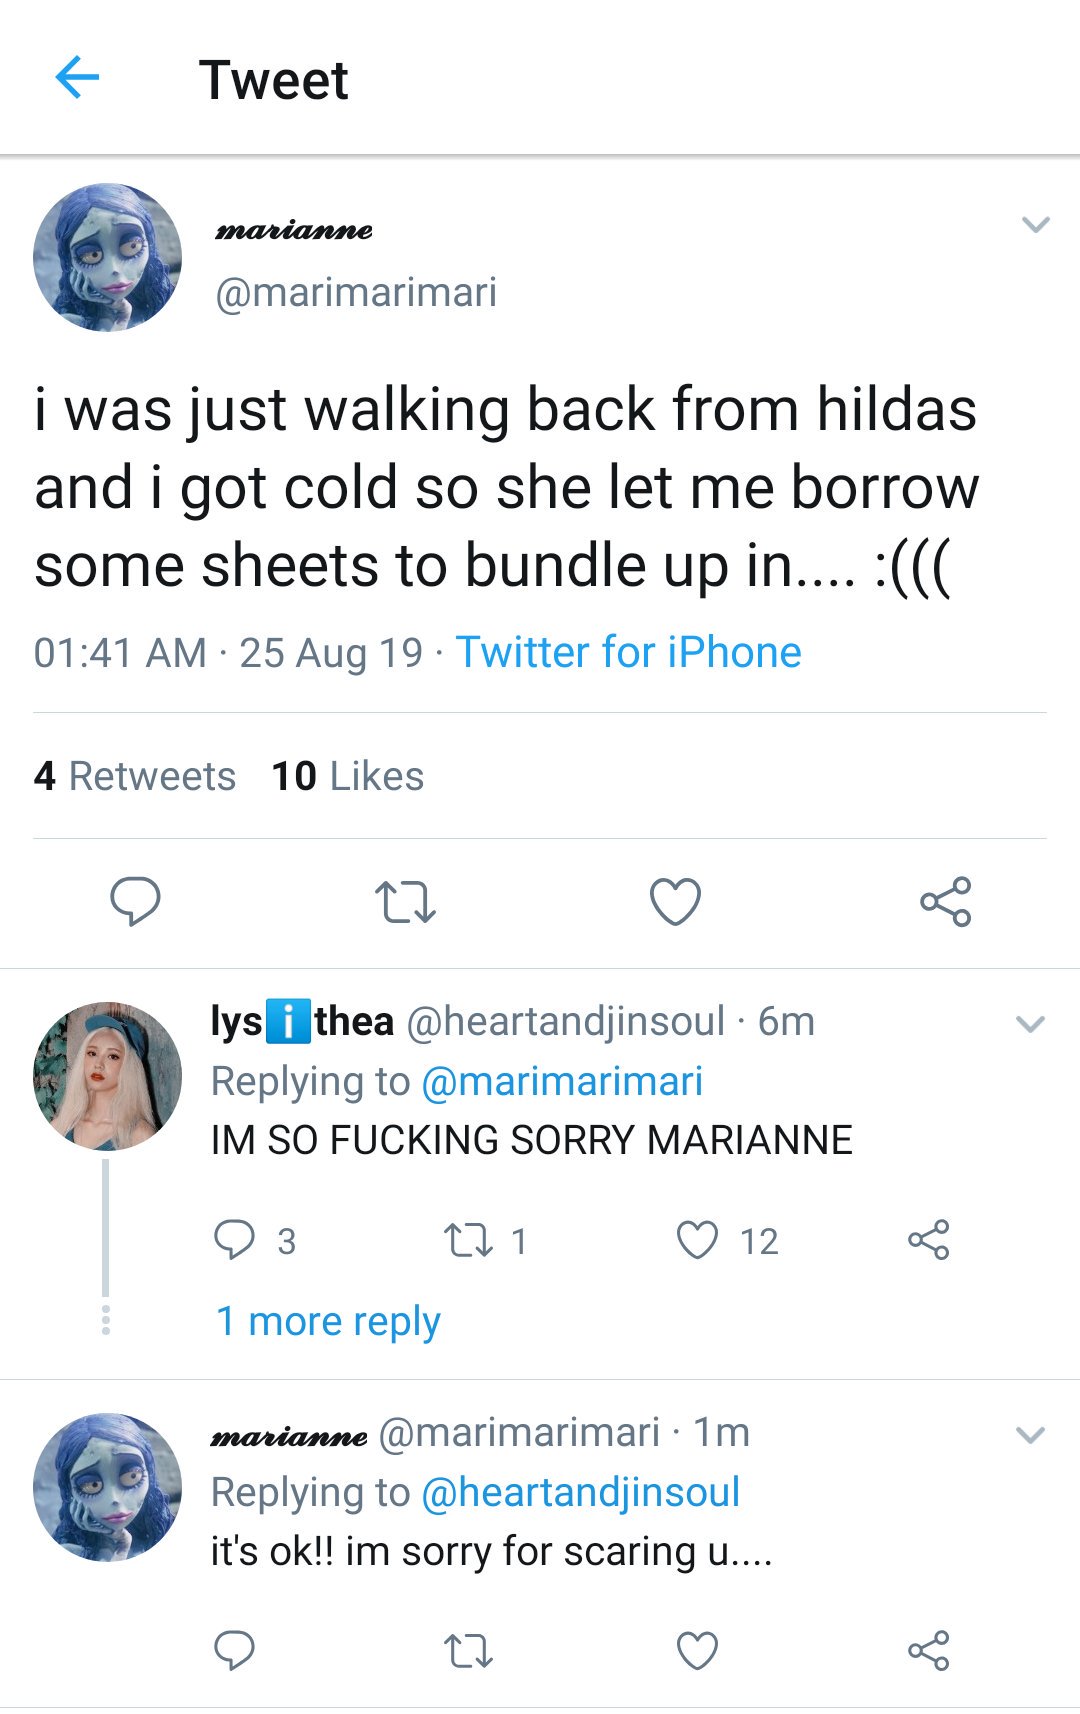 Tweet
𝓶𝓪𝓻𝓲𝓪𝓷𝓷𝓮
@marimarimari
i was just walking back from hildas
and i got cold so she let me borrow
some sheets to bundle up in.... :(((
01:41 AM · 25 Aug 19 · Twitter for iPhone
4 Retweets 10 Likes
lysℹ️thea @heartandjinsoul · 6m
Replying to @marimarimari
IM SO FUCKING SORRY MARIANNE
3 1 12
1 more reply
𝓶𝓪𝓻𝓲𝓪𝓷𝓷𝓮 @marimarimari · 1m
Replying to @heartandjinsoul
it's ok!! im sorry for scaring u....